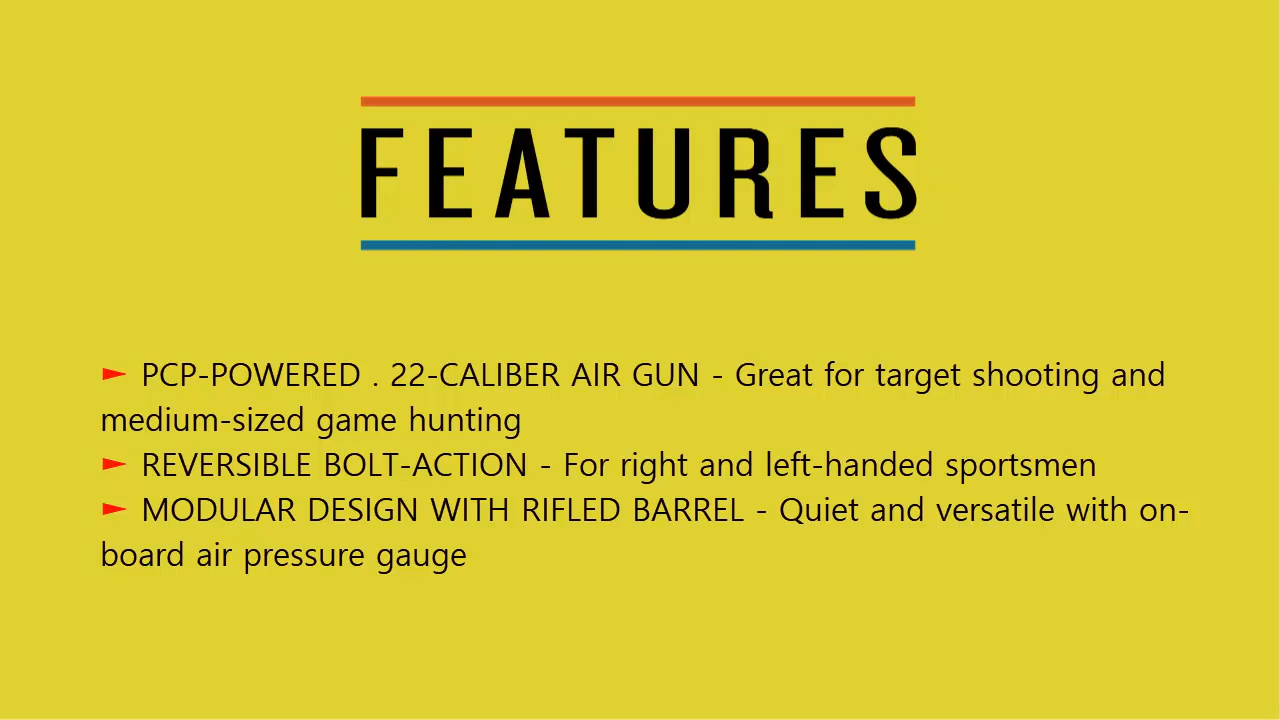 FEATURES
► PCP-POWERED . 22-CALIBER AIR GUN - Great for target shooting and
medium-sized game hunting
► REVERSIBLE BOLT-ACTION - For right and left-handed sportsmen
► MODULAR DESIGN WITH RIFLED BARREL - Quiet and versatile with on-
board air pressure gauge